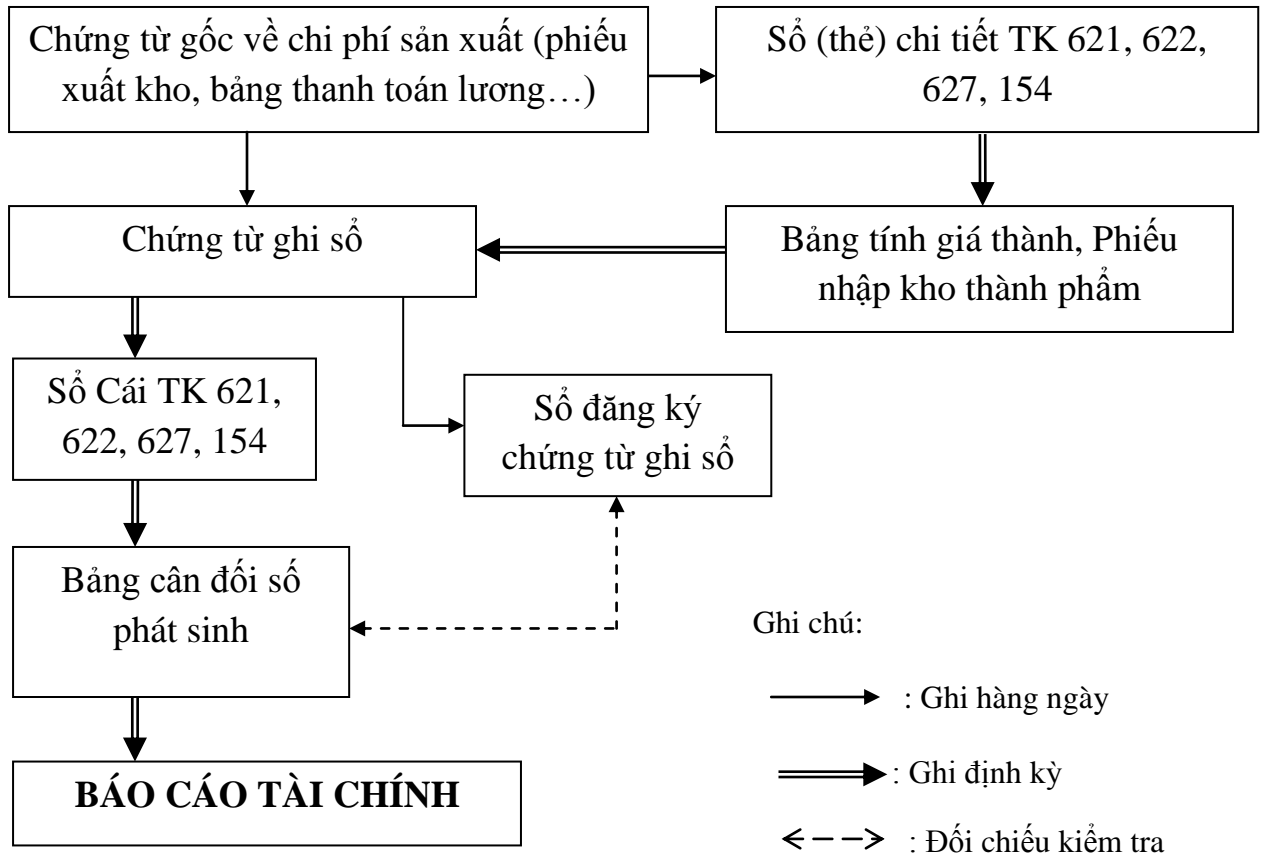 Chứng từ gốc về chi phí sản xuất (phiếu
xuất kho, bảng thanh toán lương…)
Sổ (thẻ) chi tiết TK 621, 622,
627, 154
Chứng từ ghi sổ
Bảng tính giá thành, Phiếu
nhập kho thành phẩm
Sổ Cái TK 621,
622, 627, 154
Sổ đăng ký
chứng từ ghi sổ
Bảng cân đối số
phát sinh
Ghi chú:
: Ghi hàng ngày
: Ghi định kỳ
: Đối chiếu kiểm tra
BÁO CÁO TÀI CHÍNH